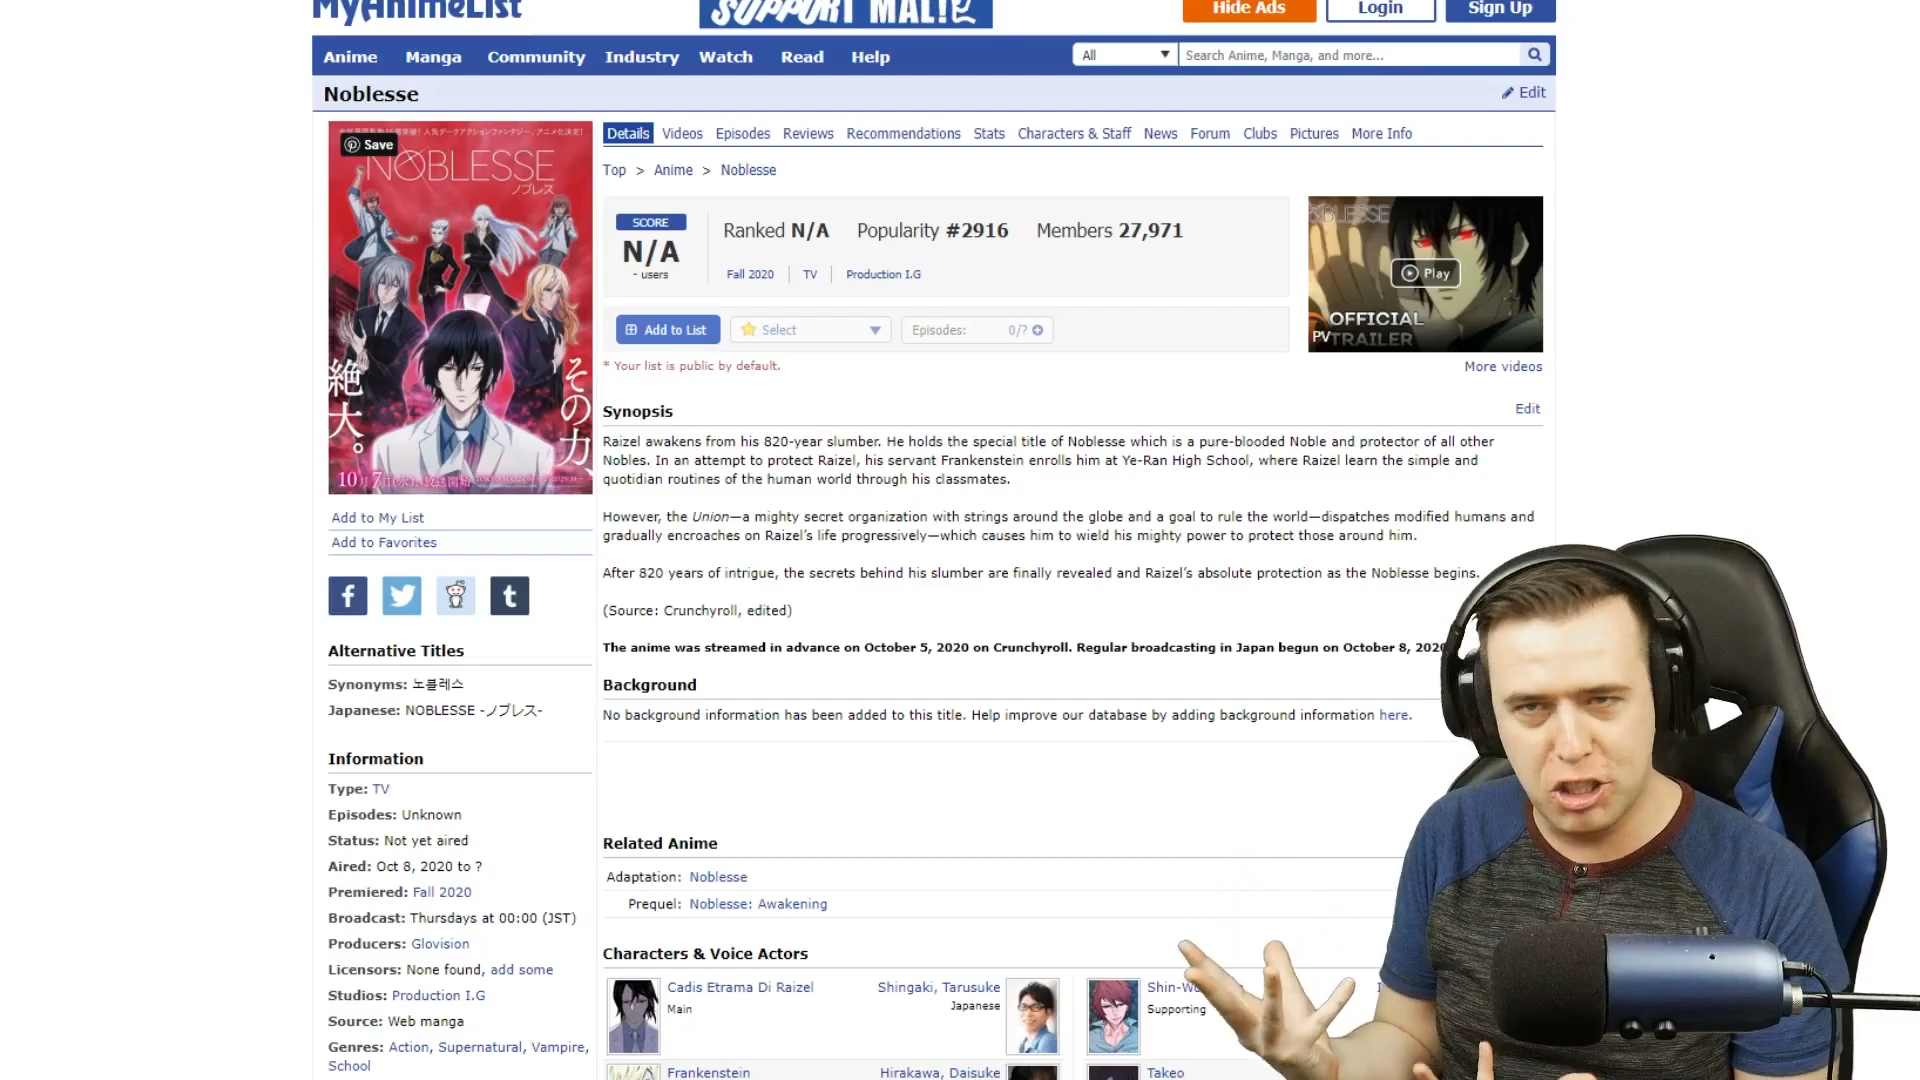 MyAnimeList
SUPPORT MAL
Hide Ads
Login
Sign Up
Anime Manga Community Industry Watch Read Help
All
Search Anime, Manga, and more...
Noblesse
Edit
Save
NOBLESSE
ノブレス
絶大。
その力、
Details Videos Episodes Reviews Recommendations Stats Characters & Staff News Forum Clubs Pictures More Info
Top > Anime > Noblesse
SCORE
N/A
- users
Ranked N/A Popularity #2916 Members 27,971
Fall 2020 TV Production I.G
Add to List
Select
Episodes: 0/?
Play
OFFICIAL
PV TRAILER
* Your list is public by default.
More videos
Synopsis
Edit
Raizel awakens from his 820-year slumber. He holds the special title of Noblesse which is a pure-blooded Noble and protector of all other
Nobles. In an attempt to protect Raizel, his servant Frankenstein enrolls him at Ye-Ran High School, where Raizel learn the simple and
quotidian routines of the human world through his classmates.
However, the Union—a mighty secret organization with strings around the globe and a goal to rule the world—dispatches modified humans and
gradually encroaches on Raizel's life progressively—which causes him to wield his mighty power to protect those around him.
After 820 years of intrigue, the secrets behind his slumber are finally revealed and Raizel's absolute protection as the Noblesse begins.
(Source: Crunchyroll, edited)
The anime was streamed in advance on October 5, 2020 on Crunchyroll. Regular broadcasting in Japan begun on October 8, 2020
Background
No background information has been added to this title. Help improve our database by adding background information here.
Related Anime
Adaptation: Noblesse
Prequel: Noblesse: Awakening
Characters & Voice Actors
Cadis Etrama Di Raizel
Main
Shingaki, Tarusuke
Japanese
Supporting
Frankenstein
Hirakawa, Daisuke
Takeo
Add to My List
Add to Favorites
Alternative Titles
Synonyms: 노블레스
Japanese: NOBLESSE -ノブレス-
Information
Type: TV
Episodes: Unknown
Status: Not yet aired
Aired: Oct 8, 2020 to ?
Premiered: Fall 2020
Broadcast: Thursdays at 00:00 (JST)
Producers: Glovision
Licensors: None found, add some
Studios: Production I.G
Source: Web manga
Genres: Action, Supernatural, Vampire,
School